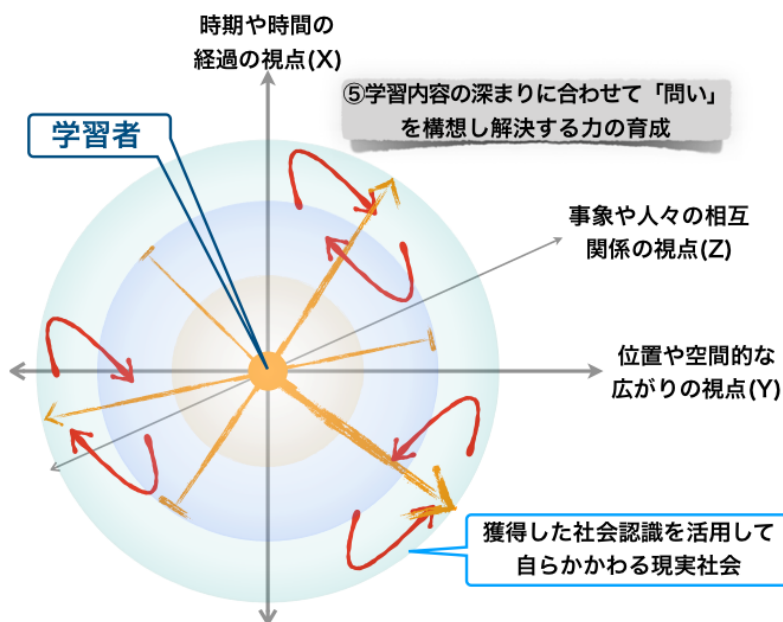 時期や時間の
経過の視点(X)
⑤学習内容の深まりに合わせて「問い」
を構想し解決する力の育成
学習者
事象や人々の相互
関係の視点(Z)
位置や空間的な
広がりの視点(Y)
獲得した社会認識を活用して
自らかかわる現実社会